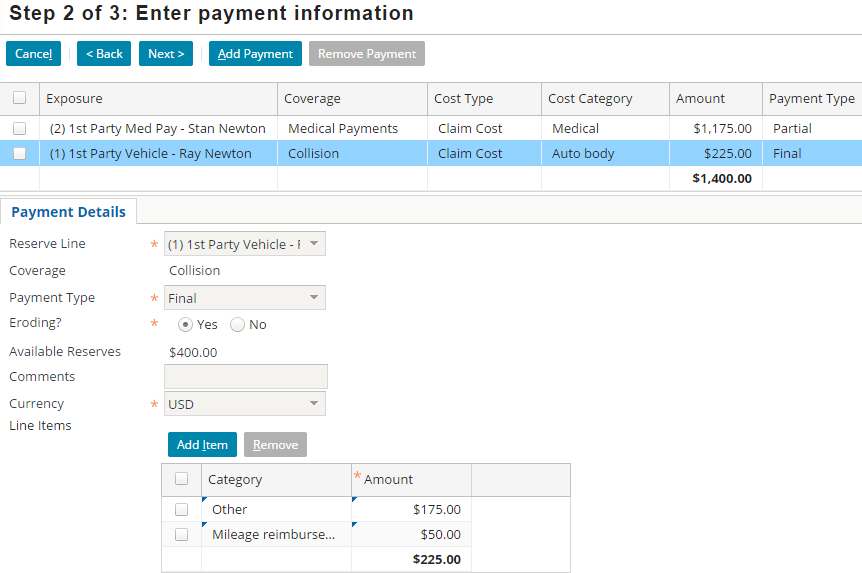 Step 2 of 3: Enter payment information
Cancel < Back Next > Add Payment Remove Payment
Exposure Coverage Cost Type Cost Category Amount Payment Type
(2) 1st Party Med Pay - Stan Newton Medical Payments Claim Cost Medical $1,175.00 Partial
(1) 1st Party Vehicle - Ray Newton Collision Claim Cost Auto body $225.00 Final
$1,400.00
Payment Details
Reserve Line * (1) 1st Party Vehicle -
Coverage Collision
Payment Type * Final
Eroding? * Yes No
Available Reserves $400.00
Comments
Currency * USD
Line Items
Add Item Remove
Category * Amount
Other $175.00
Mileage reimburse... $50.00
$225.00